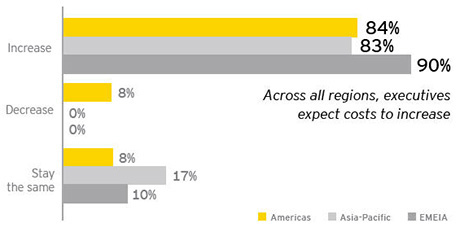 Increase
84%
83%
90%
Across all regions, executives
expect costs to increase
Decrease
8%
0%
0%
Stay
the same
8%
17%
10%
Americas Asia-Pacific EMEIA